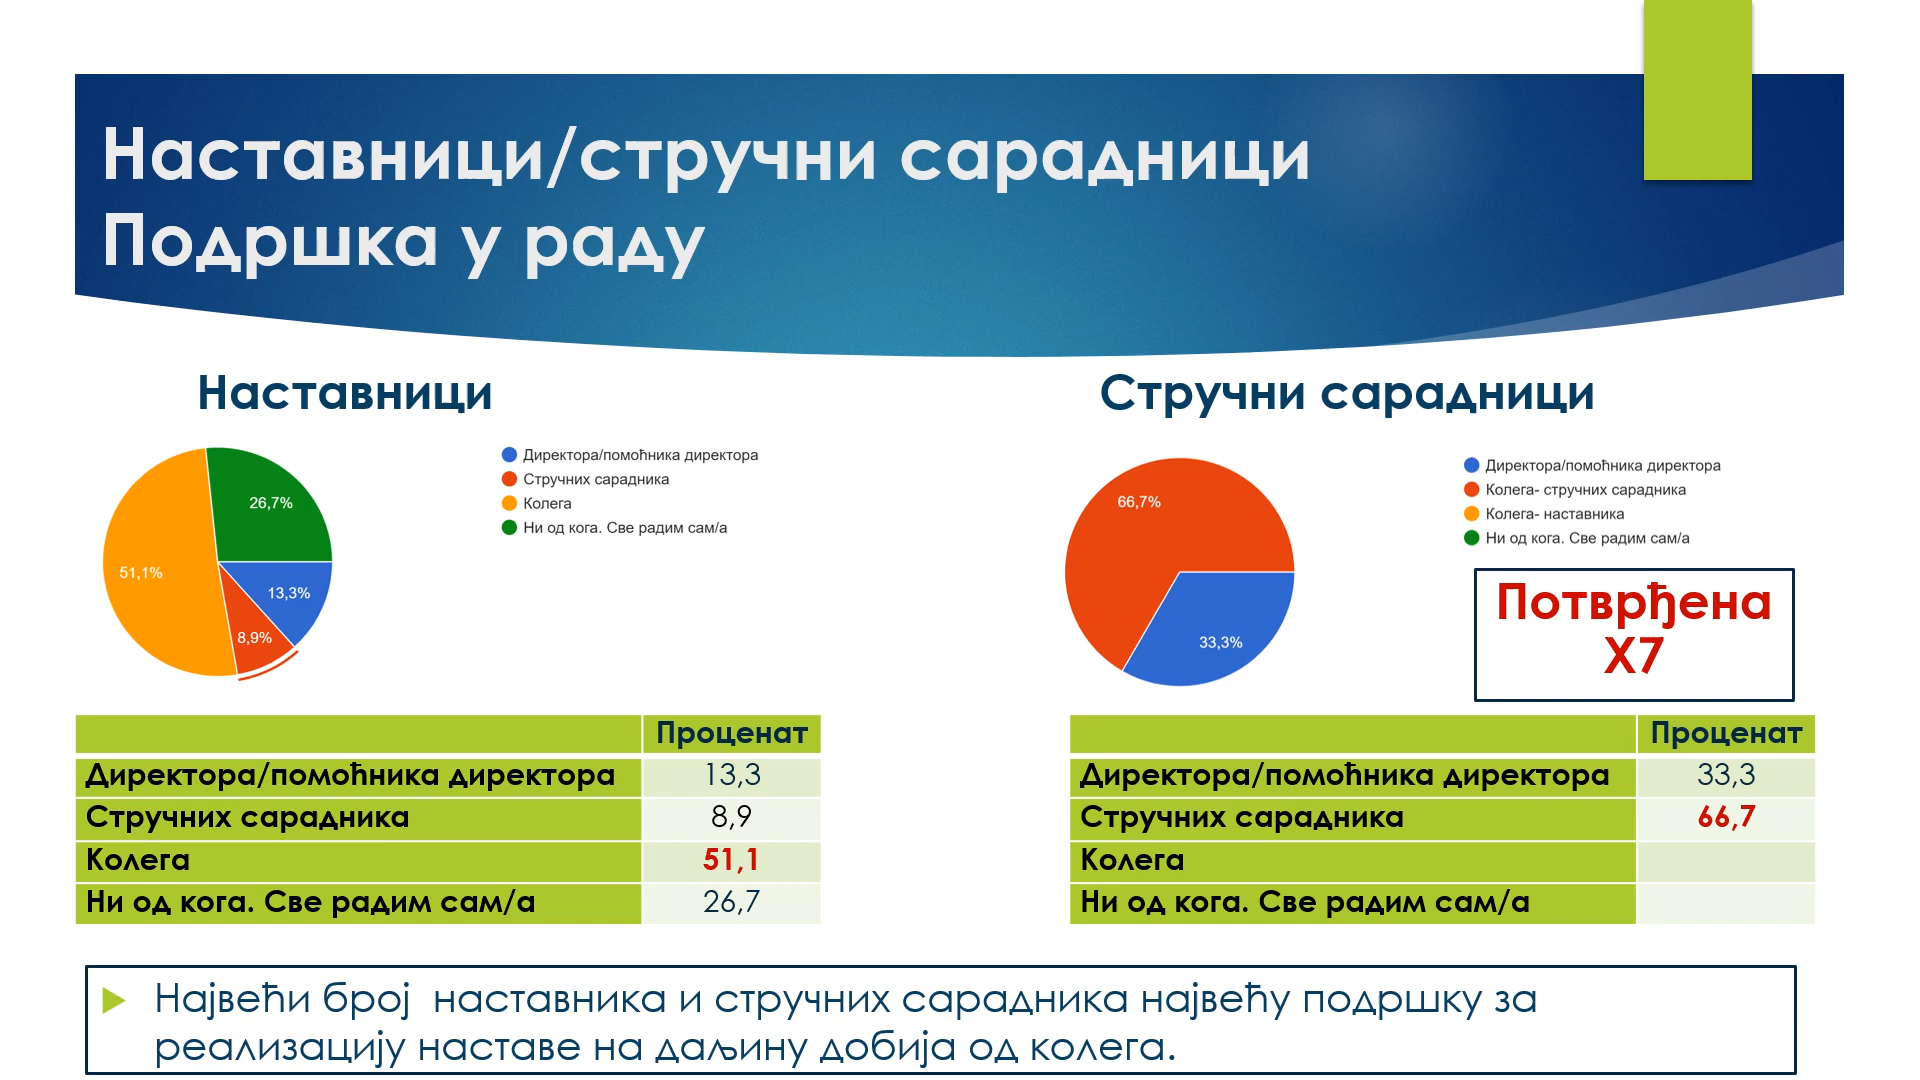 Наставници/стручни сарадници
Подршка у раду
Наставници
Стручни сарадници
26,7%
51,1%
13,3%
8,9%
Директора/помоћника директора
Стручних сарадника
Колега
Ни од кога. Све радим сам/а
66,7%
33,3%
Директора/помоћника директора
Колега- стручних сарадника
Колега- наставника
Ни од кога. Све радим сам/а
Потврђена
Х7
Проценат
Директора/помоћника директора 13,3
Стручних сарадника 8,9
Колега 51,1
Ни од кога. Све радим сам/а 26,7
Проценат
Директора/помоћника директора 33,3
Стручних сарадника 66,7
Колега
Ни од кога. Све радим сам/а
Највећи број наставника и стручних сарадника највећу подршку за
реализацију наставе на даљину добија од колега.